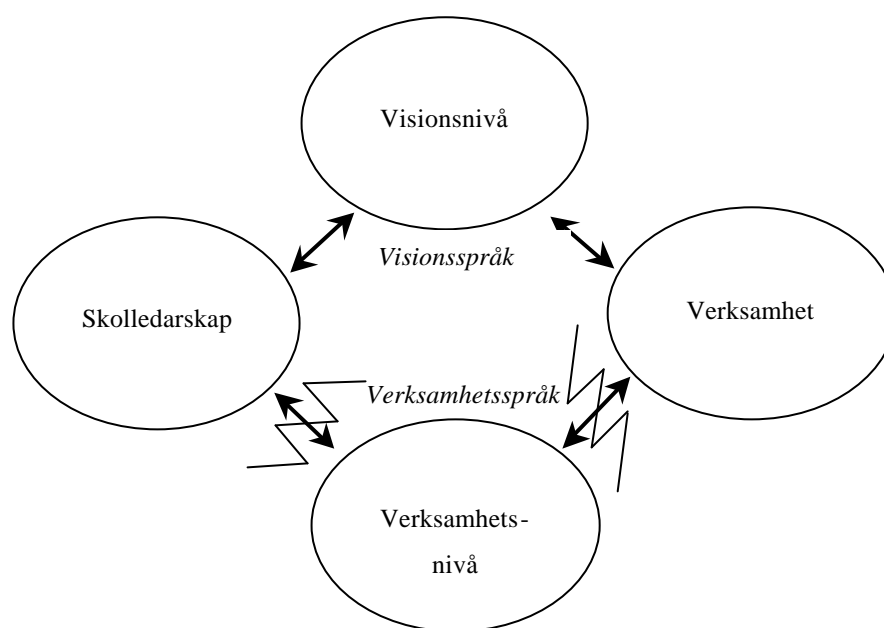 Visionsnivå
Visionsspråk
Skolledarskap
Verksamhet
Verksamhetsspråk
Verksamhets-
nivå